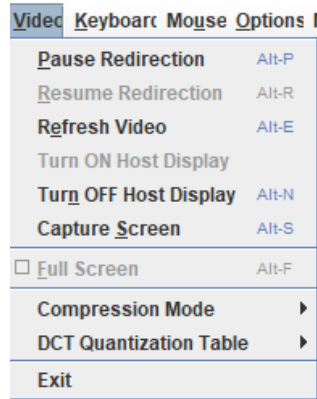 Video Keyboard Mouse Options
Pause Redirection Alt-P
Resume Redirection Alt-R
Refresh Video Alt-E
Turn ON Host Display
Turn OFF Host Display Alt-N
Capture Screen Alt-S
Full Screen Alt-F
Compression Mode
DCT Quantization Table
Exit